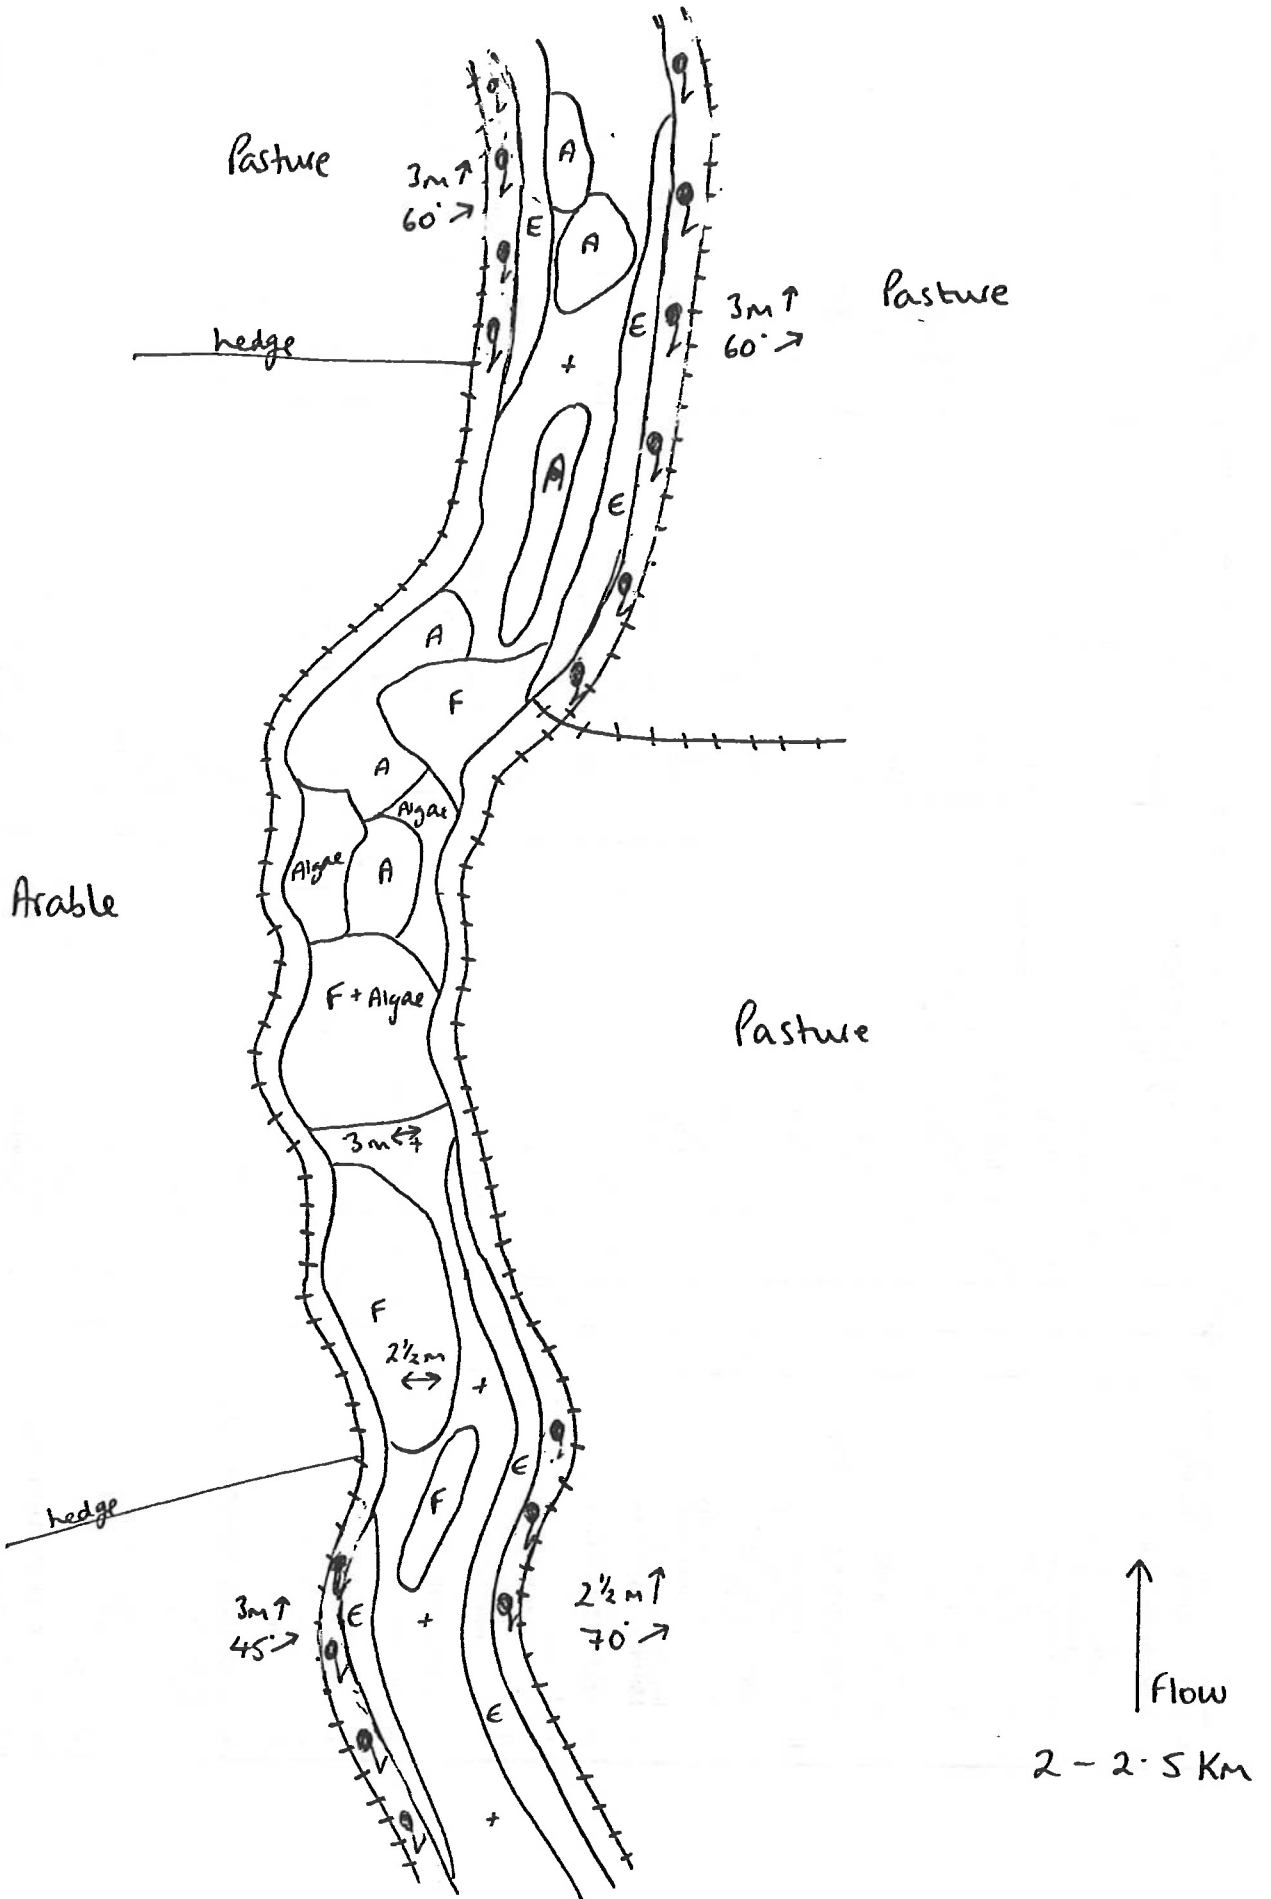 A
Pasture
3m↑
60°→
E
A
Pasture
3m↑
60°→
E
hedge
+
A
E
A
F
A
Algae
Algae
A
Arable
F + Algae
Pasture
3m ↔ +
F
2½m
↔
+
E
F
hedge
3m↑
45°→
E
+
2½m↑
70°→
E
Flow
2 - 2.5 Km
+